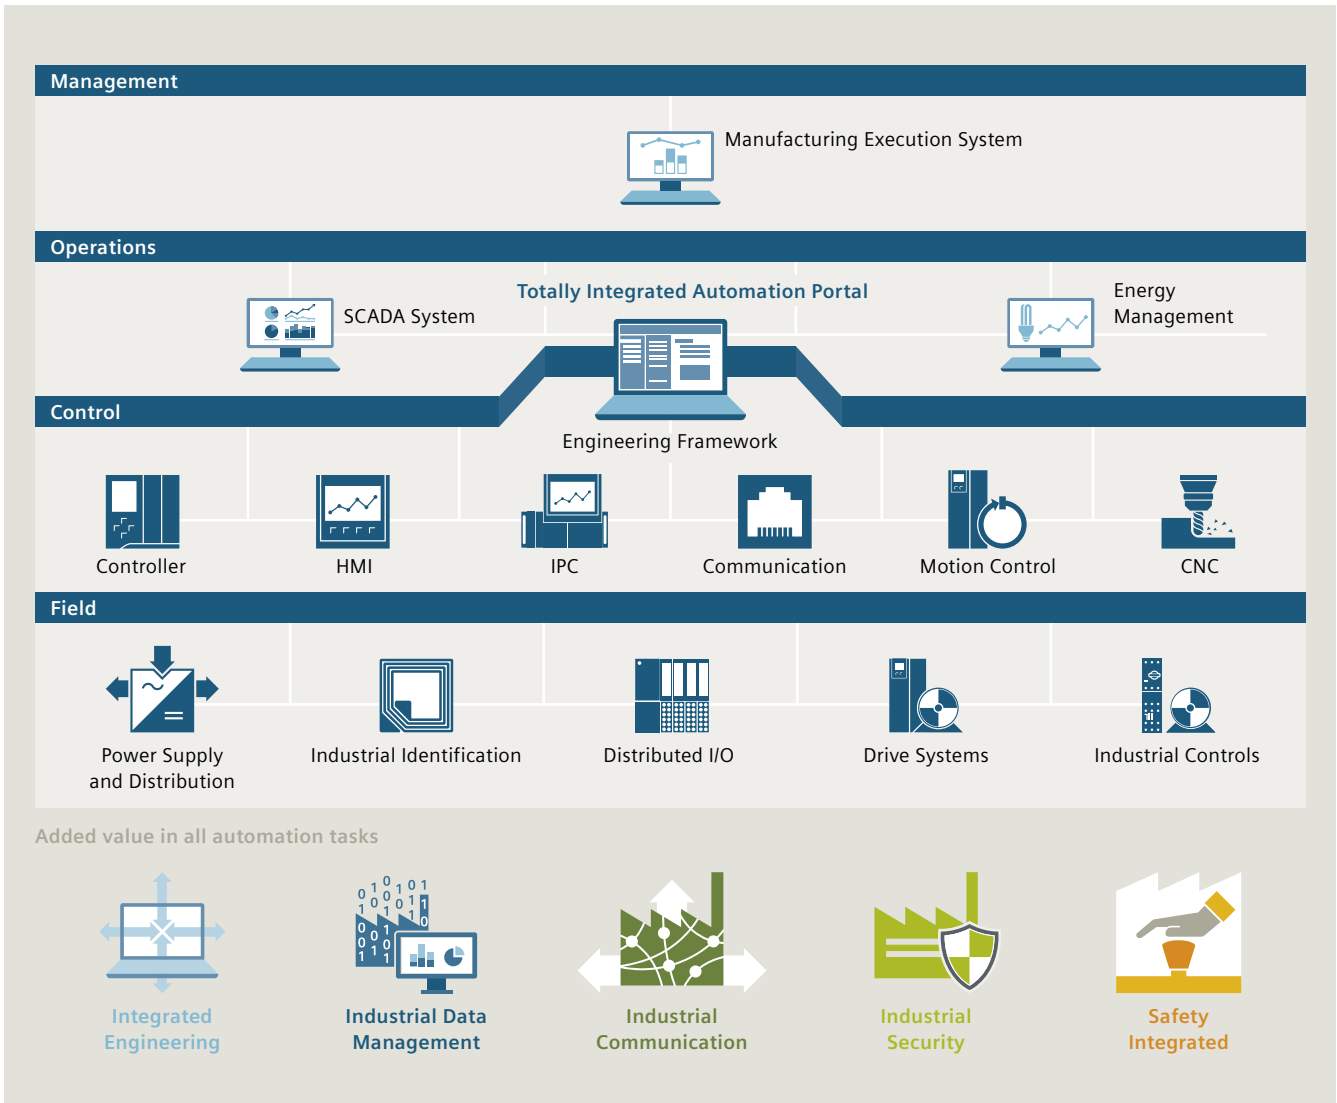 Management
Manufacturing Execution System
Operations
Totally Integrated Automation Portal
SCADA System
Energy
Management
Control
Engineering Framework
Controller
HMI
IPC
Communication
Motion Control
CNC
Field
Power Supply
and Distribution
Industrial Identification
Distributed I/O
Drive Systems
Industrial Controls
Added value in all automation tasks
Integrated
Engineering
Industrial Data
Management
Industrial
Communication
Industrial
Security
Safety
Integrated